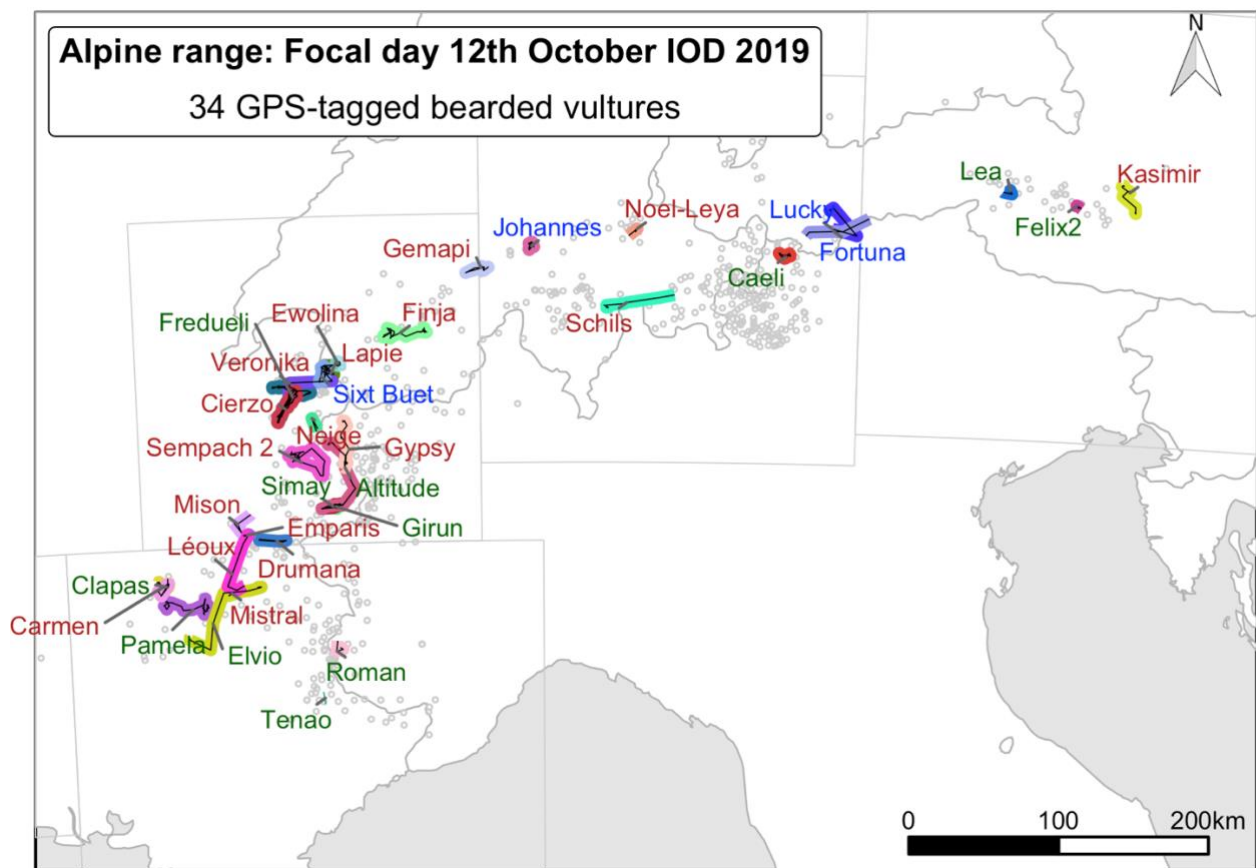 Alpine range: Focal day 12th October IOD 2019
34 GPS-tagged bearded vultures
N
Lea
Kasimir
Felix2
Noel-Leya
Lucky
Johannes
Fortuna
Gemapi
Caeli
Ewolina
Finja
Fredueli
Schils
Lapie
Veronika
Sixt Buet
Cierzo
Neige
Sempach 2
Gypsy
Simay
Altitude
Mison
Girun
Emparis
Léoux
Drumana
Clapas
Mistral
Carmen
Pamela
Elvio
Roman
Tenao
0 100 200km